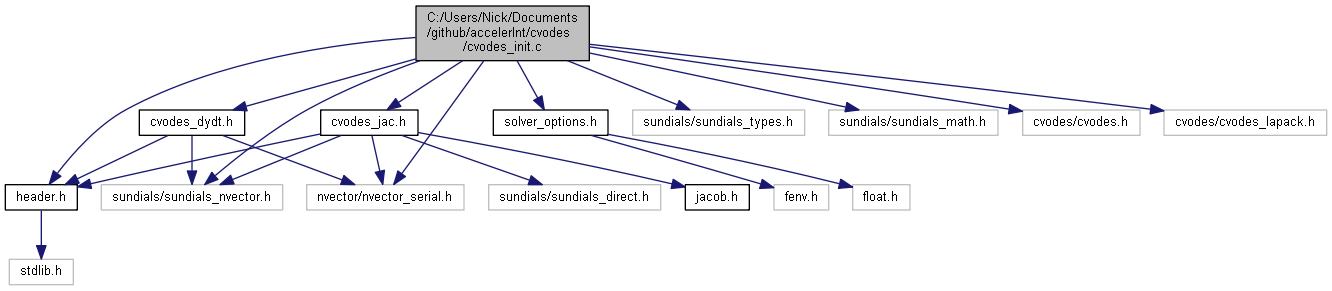 C:/Users/Nick/Documents
/github/accelerInt/cvodes
/cvodes_init.c
cvodes_dydt.h
cvodes_jac.h
solver_options.h
sundials/sundials_types.h
sundials/sundials_math.h
cvodes/cvodes.h
cvodes/cvodes_lapack.h
header.h
sundials/sundials_nvector.h
nvector/nvector_serial.h
sundials/sundials_direct.h
jacob.h
fenv.h
float.h
stdlib.h